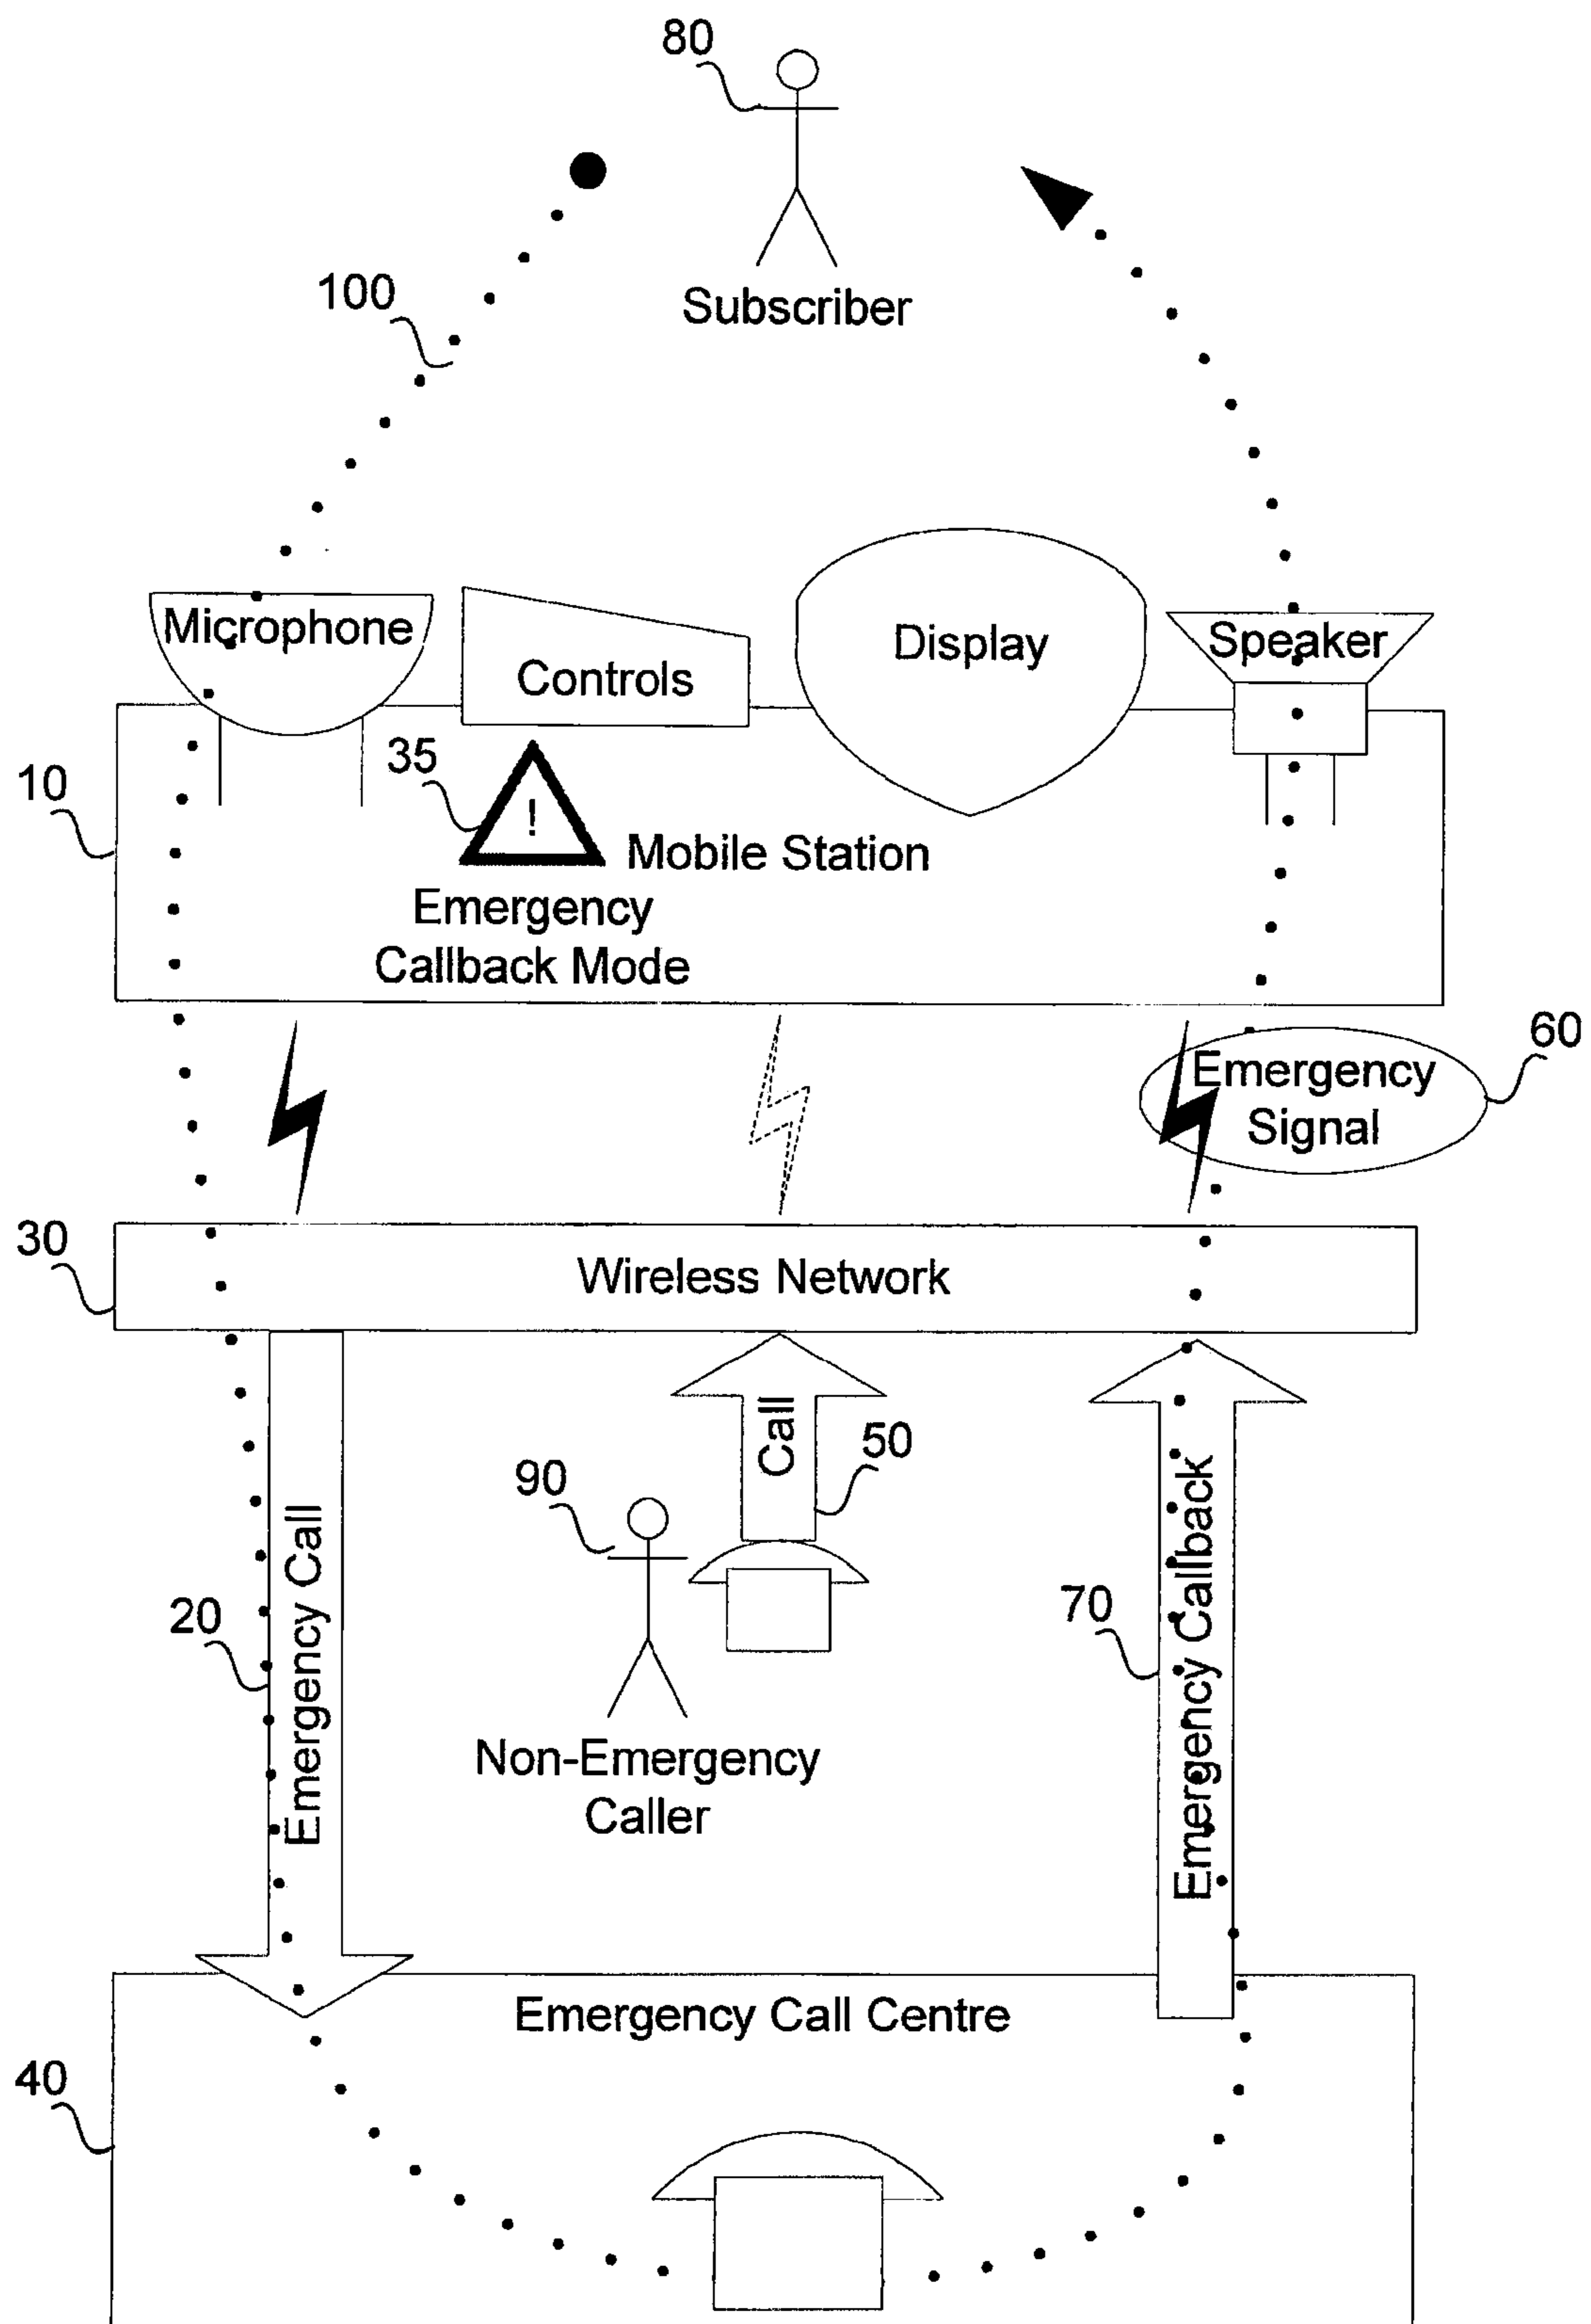 80
Subscriber
100
Microphone
Controls
Display
Speaker
10
35
!
Mobile Station
Emergency
Callback Mode
60
Emergency
Signal
30
Wireless Network
Call
50
90
20
Emergency Call
70
Emergency Callback
Non-Emergency
Caller
Emergency Call Centre
40